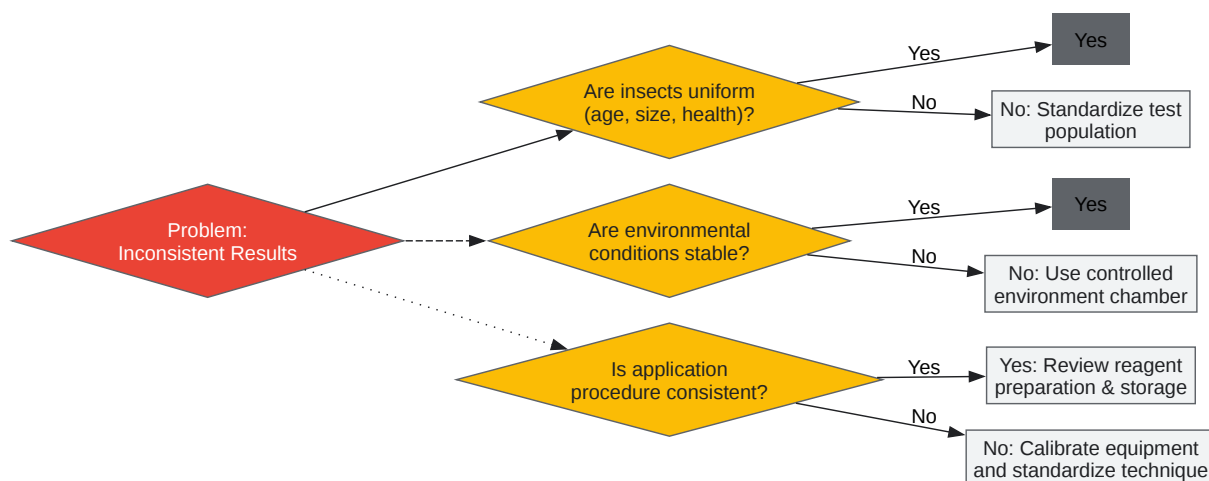 Problem:
Inconsistent Results
Are insects uniform
(age, size, health)?
Yes
Yes
No
No: Standardize test
population
Are environmental
conditions stable?
Yes
Yes
No
No: Use controlled
environment chamber
Is application
procedure consistent?
Yes
Yes: Review reagent
preparation & storage
No
No: Calibrate equipment
and standardize technique